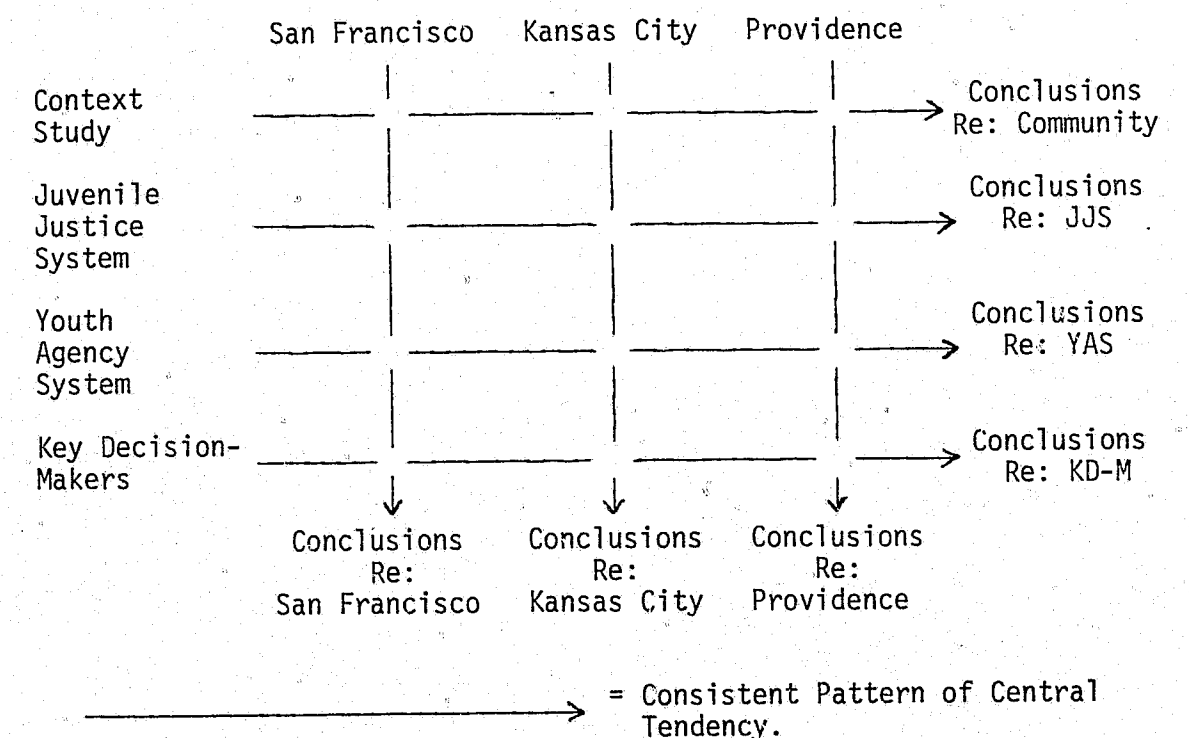 San Francisco Kansas City Providence
Context
Study
Conclusions
Re: Community
Juvenile
Justice
System
Conclusions
Re: JJS
Youth
Agency
System
Conclusions
Re: YAS
Key Decision-
Makers
Conclusions
Re: KD-M
Conclusions
Re:
San Francisco
Conclusions
Re:
Kansas City
Conclusions
Re:
Providence
= Consistent Pattern of Central
Tendency.